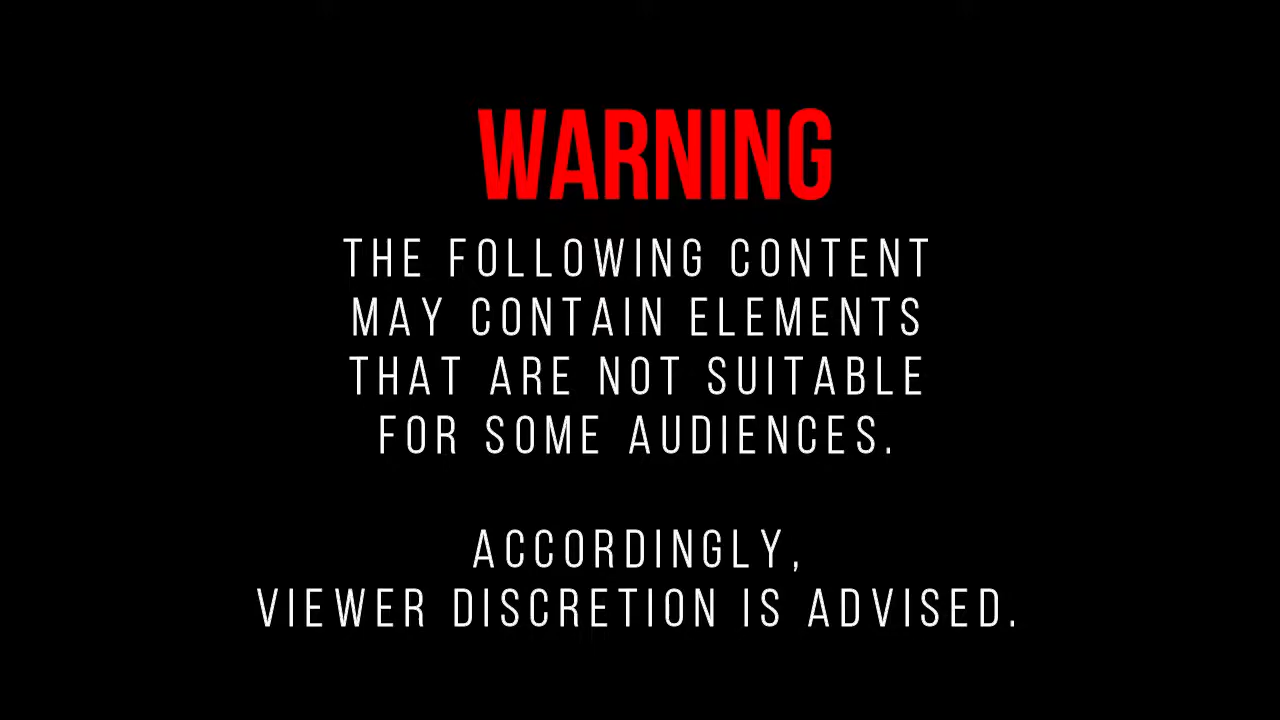 WARNING
THE FOLLOWING CONTENT
MAY CONTAIN ELEMENTS
THAT ARE NOT SUITABLE
FOR SOME AUDIENCES.
ACCORDINGLY,
VIEWER DISCRETION IS ADVISED.